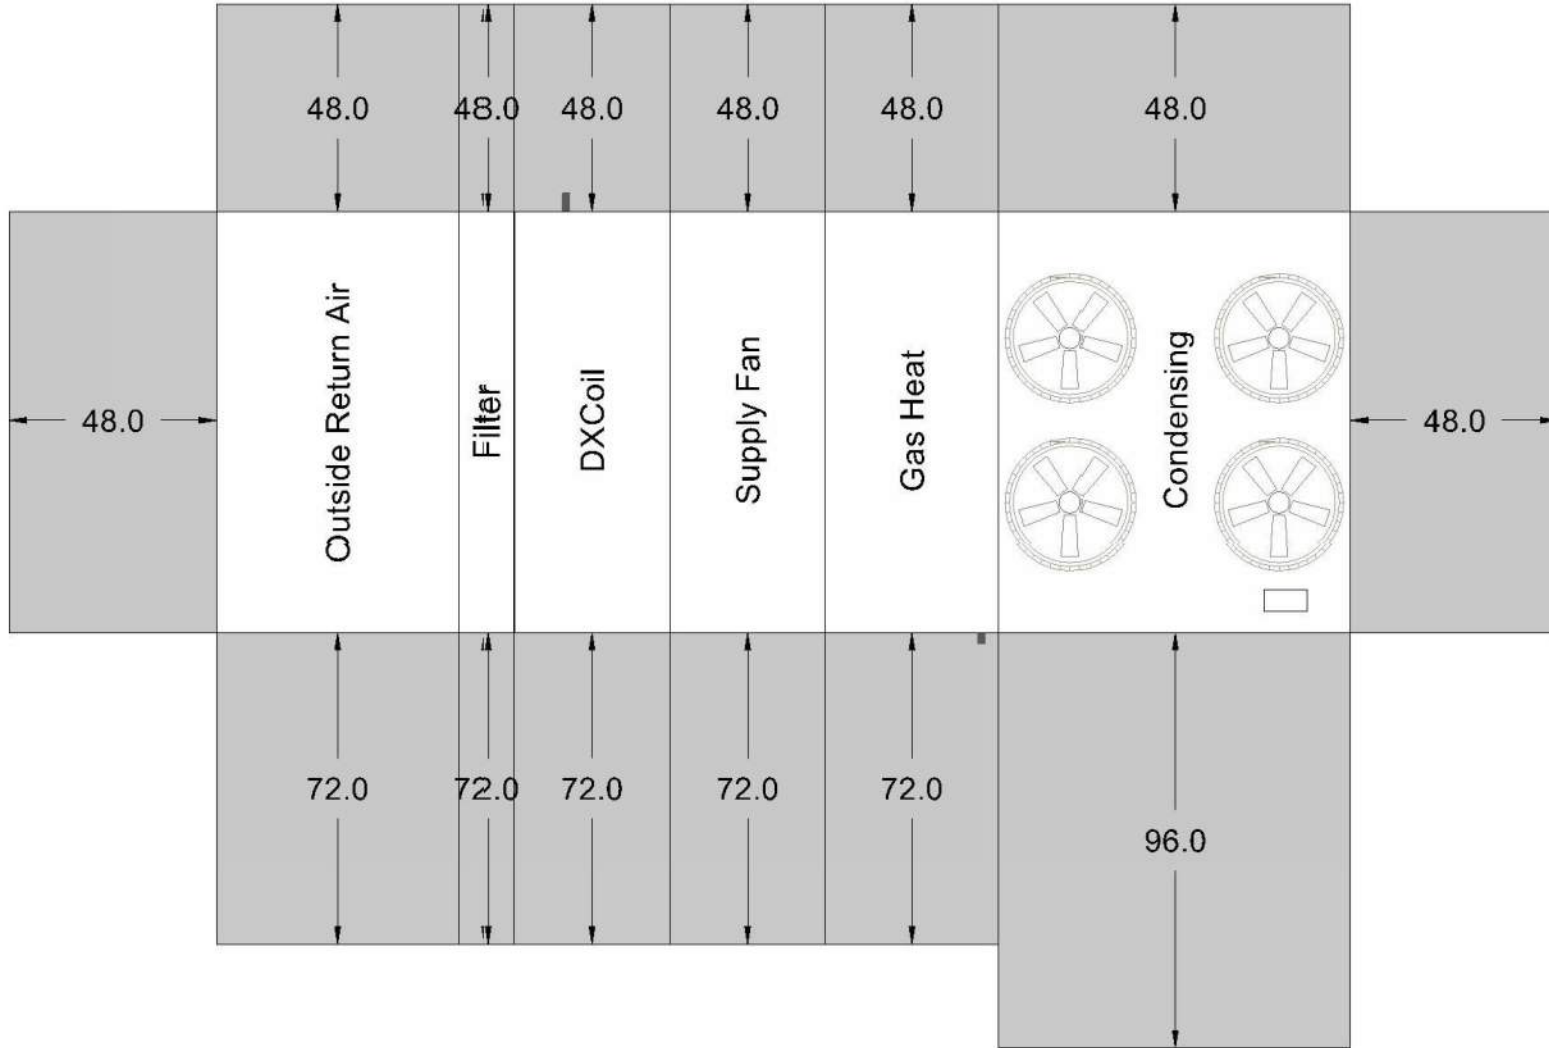 48.0 48.0 48.0 48.0 48.0 48.0
48.0
Outside Return Air
Filter
DXCoil
Supply Fan
Gas Heat
Condensing
48.0
72.0 72.0 72.0 72.0 72.0
96.0